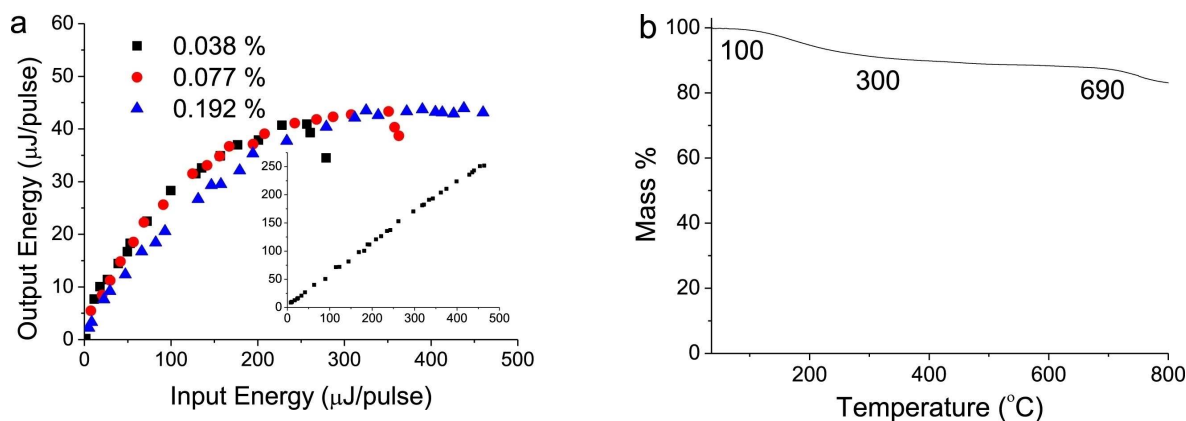 a
60
50
40
30
20
10
0
Output Energy (μJ/pulse)
0.038 %
0.077 %
0.192 %
250
200
150
100
50
0
0 100 200 300 400 500
0 100 200 300 400 500
Input Energy (μJ/pulse)
b
100
80
60
40
20
0
Mass %
100
300
690
200 400 600 800
Temperature (°C)